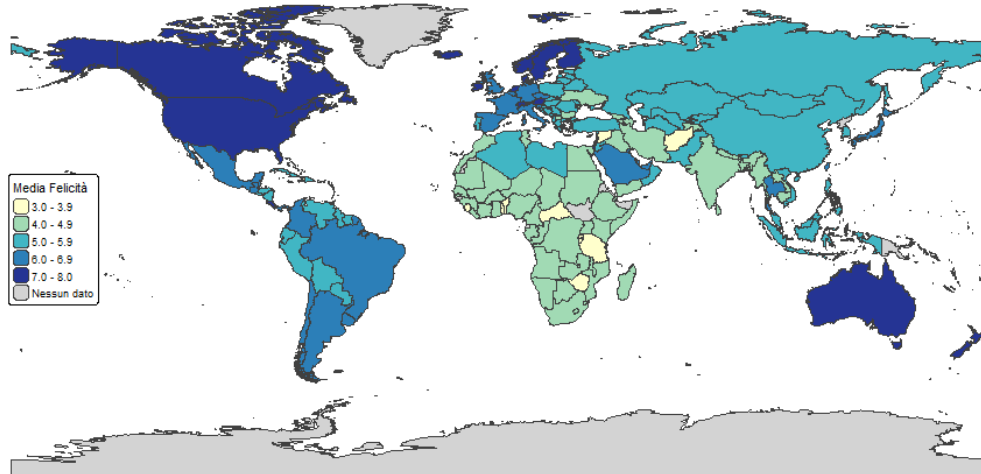 Media Felicità
3.0 - 3.9
4.0 - 4.9
5.0 - 5.9
6.0 - 6.9
7.0 - 8.0
Nessun dato